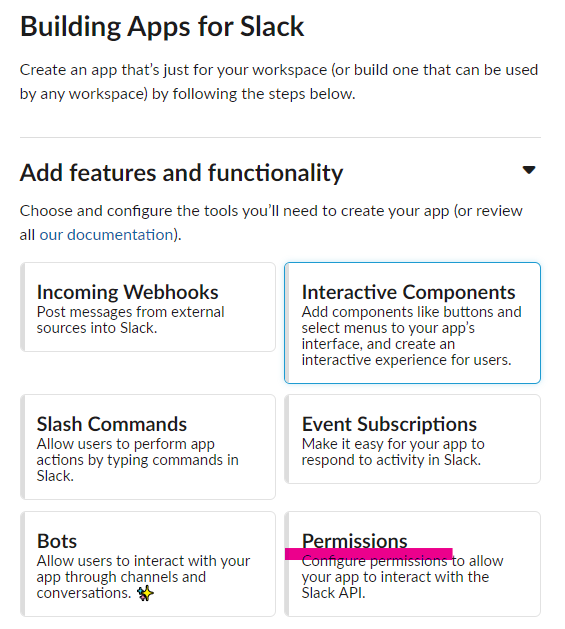 Building Apps for Slack
Create an app that’s just for your workspace (or build one that can be used
by any workspace) by following the steps below.
Add features and functionality
Choose and configure the tools you’ll need to create your app (or review
all our documentation).
Incoming Webhooks
Post messages from external
sources into Slack.
Interactive Components
Add components like buttons and
select menus to your app’s
interface, and create an
interactive experience for users.
Slash Commands
Allow users to perform app
actions by typing commands in
Slack.
Event Subscriptions
Make it easy for your app to
respond to activity in Slack.
Bots
Allow users to interact with your
app through channels and
conversations. ✨
Permissions
Configure permissions to allow
your app to interact with the
Slack API.